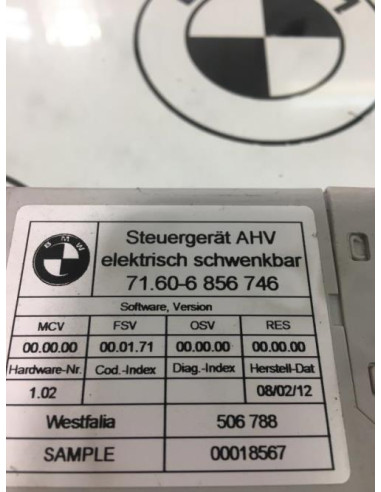 BMW
Steuergerät AHV
elektrisch schwenkbar
71.60-6 856 746
Software, Version
MCV FSV OSV RES
00.00.00 00.01.71 00.00.00 00.00.00
Hardware-Nr. Cod.-Index Diag.-Index Herstell-Dat
1.02 08/02/12
Westfalia 506 788
SAMPLE 00018567